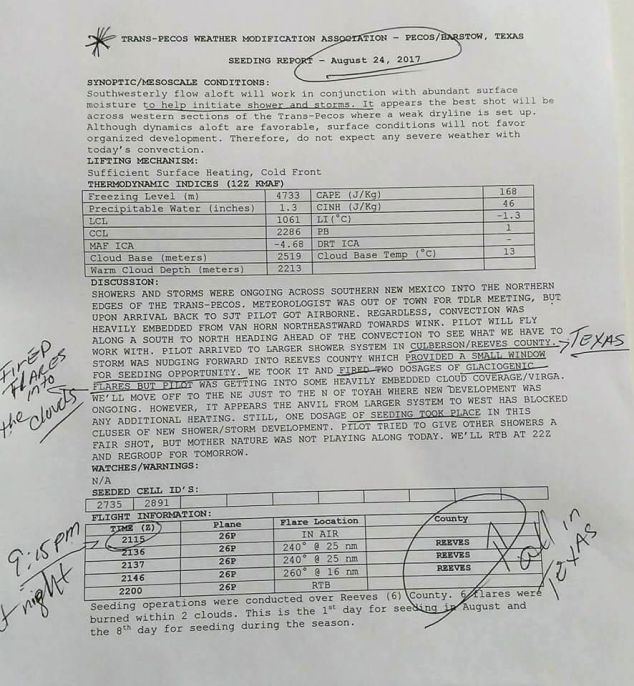 TRANS-PECOS WEATHER MODIFICATION ASSOCIATION – PECOS/BARSTOW, TEXAS
SEEDING REPORT – August 24, 2017
SYNOPTIC/MESOSCALE CONDITIONS:
Southwesterly flow aloft will work in conjunction with abundant surface
moisture to help initiate shower and storms. It appears the best shot will be
across western sections of the Trans-Pecos where a weak dryline is set up.
Although dynamics aloft are favorable, surface conditions will not favor
organized development. Therefore, do not expect any severe weather with
today's convection.
LIFTING MECHANISM:
Sufficient Surface Heating, Cold Front
THERMODYNAMIC INDICES (12Z KMAF)
Freezing Level (m) 4733 CAPE (J/Kg) 168
Precipitable Water (inches) 1.3 CINH (J/Kg) 46
LCL 1061 LI(°C) -1.3
CCL 2286 PB 1
MAF ICA -4.68 DRT ICA -
Cloud Base (meters) 2519 Cloud Base Temp (°C) 13
Warm Cloud Depth (meters) 2213
DISCUSSION:
SHOWERS AND STORMS WERE ONGOING ACROSS SOUTHERN NEW MEXICO INTO THE NORTHERN
EDGES OF THE TRANS-PECOS. METEOROLOGIST WAS OUT OF TOWN FOR TDLR MEETING, BUT
UPON ARRIVAL BACK TO SJT PILOT GOT AIRBORNE. REGARDLESS, CONVECTION WAS
HEAVILY EMBEDDED FROM VAN HORN NORTHEASTWARD TOWARDS WINK. PILOT WILL FLY
ALONG A SOUTH TO NORTH HEADING AHEAD OF THE CONVECTION TO SEE WHAT WE HAVE TO
WORK WITH. PILOT ARRIVED TO LARGER SHOWER SYSTEM IN CULBERSON/REEVES COUNTY.
STORM WAS NUDGING FORWARD INTO REEVES COUNTY WHICH PROVIDED A SMALL WINDOW
FOR SEEDING OPPORTUNITY. WE TOOK IT AND FIRED TWO DOSAGES OF GLACIOGENIC
FLARES BUT PILOT WAS GETTING INTO SOME HEAVILY EMBEDDED CLOUD COVERAGE/VIRGA.
WE'LL MOVE OFF TO THE NE JUST TO THE N OF TOYAH WHERE NEW DEVELOPMENT WAS
ONGOING. HOWEVER, IT APPEARS THE ANVIL FROM LARGER SYSTEM TO WEST HAS BLOCKED
ANY ADDITIONAL HEATING. STILL, ONE DOSAGE OF SEEDING TOOK PLACE IN THIS
CLUSER OF NEW SHOWER/STORM DEVELOPMENT. PILOT TRIED TO GIVE OTHER SHOWERS A
FAIR SHOT, BUT MOTHER NATURE WAS NOT PLAYING ALONG TODAY. WE'LL RTB AT 22Z
AND REGROUP FOR TOMORROW.
TEXAS
FIRED
FLARES
into
the clouds
WATCHES/WARNINGS:
N/A
SEEDED CELL ID'S:
2735 2891
FLIGHT INFORMATION:
TIME (Z) Plane Flare Location County
2115 26P IN AIR
2136 26P 240° @ 25 nm REEVES
2137 26P 240° @ 25 nm REEVES
2146 26P 260° @ 16 nm REEVES
2200 26P RTB
9:15 pm
at night
all in
TEXAS
Seeding operations were conducted over Reeves (6) County. 6 flares were
burned within 2 clouds. This is the 1st day for seeding in August and
the 8th day for seeding during the season.